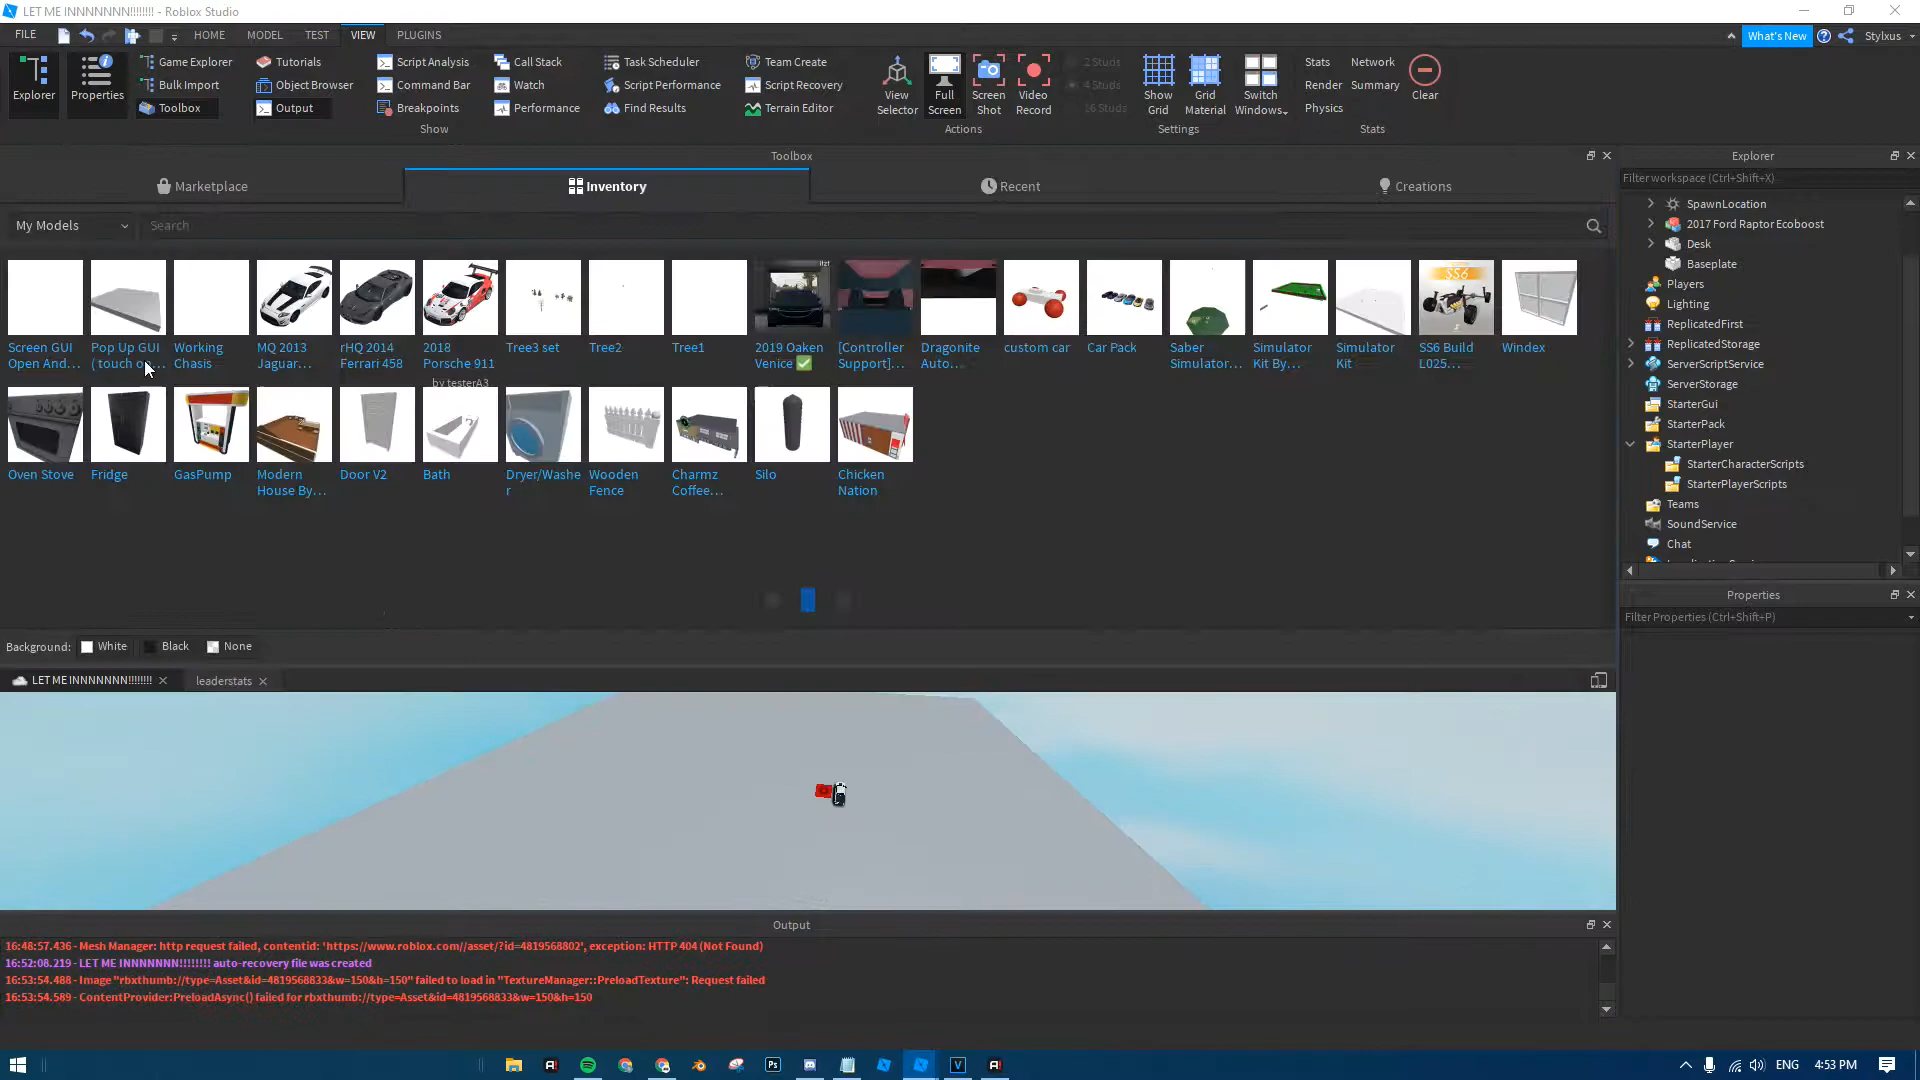 LET ME INNNNNNN!!!!!!!! - Roblox Studio
FILE HOME MODEL TEST VIEW PLUGINS What's New Stylxus
Explorer
Properties
Game Explorer
Bulk Import
Toolbox
Tutorials
Object Browser
Output
Script Analysis
Command Bar
Breakpoints
Call Stack
Watch
Performance
Task Scheduler
Script Performance
Find Results
Team Create
Script Recovery
Terrain Editor
Show
View Selector
Full Screen
Screen Shot
Video Record
Actions
2 Studs
4 Studs
16 Studs
Show Grid
Grid Material
Switch Windows
Settings
Stats
Render
Physics
Network
Summary
Clear
Stats
Toolbox
Marketplace Inventory Recent Creations
My Models Search
Screen GUI Open And...
Pop Up GUI ( touch o...
Working Chasis
MQ 2013 Jaguar...
rHQ 2014 Ferrari 458
2018 Porsche 911
by testerA3
Tree3 set
Tree2
Tree1
2019 Oaken Venice ✅
[Controller Support]...
Dragonite Auto...
custom car
Car Pack
Saber Simulator...
Simulator Kit By...
Simulator Kit
SS6
SS6 Build L025...
Windex
Oven Stove
Fridge
GasPump
Modern House By...
Door V2
Bath
Dryer/Washe
r
Wooden Fence
Charmz Coffee...
Silo
Chicken Nation
Background: White Black None
LET ME INNNNNNN!!!!!!!! leaderstats
Output
16:48:57.436 - Mesh Manager: http request failed, contentid: 'https://www.roblox.com//asset/?id=4819568802', exception: HTTP 404 (Not Found)
16:52:08.219 - LET ME INNNNNNN!!!!!!!! auto-recovery file was created
16:53:54.488 - Image "rbxthumb://type=Asset&id=4819568833&w=150&h=150" failed to load in "TextureManager::PreloadTexture": Request failed
16:53:54.589 - ContentProvider:PreloadAsync() failed for rbxthumb://type=Asset&id=4819568833&w=150&h=150
Explorer
Filter workspace (Ctrl+Shift+X)
SpawnLocation
2017 Ford Raptor Ecoboost
Desk
Baseplate
Players
Lighting
ReplicatedFirst
ReplicatedStorage
ServerScriptService
ServerStorage
StarterGui
StarterPack
StarterPlayer
StarterCharacterScripts
StarterPlayerScripts
Teams
SoundService
Chat
Properties
Filter Properties (Ctrl+Shift+P)
ENG 4:53 PM